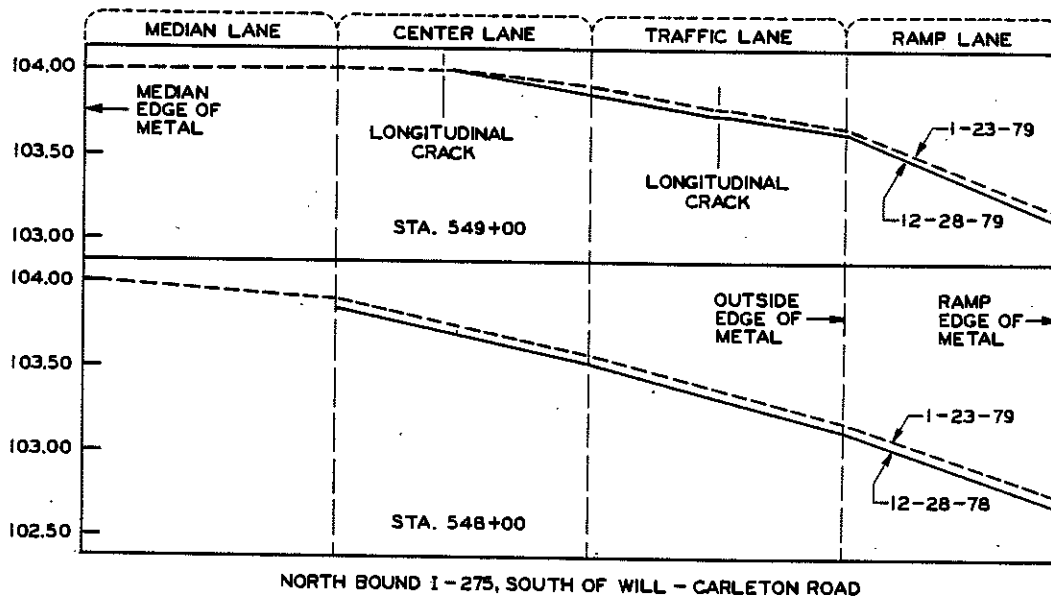 MEDIAN LANE CENTER LANE TRAFFIC LANE RAMP LANE
104.00
103.50
103.00
MEDIAN
EDGE OF
METAL
LONGITUDINAL
CRACK
LONGITUDINAL
CRACK
1-23-79
12-28-79
STA. 549+00
104.00
103.50
103.00
102.50
OUTSIDE
EDGE OF
METAL
RAMP
EDGE OF
METAL
1-23-79
12-28-78
STA. 548+00
NORTH BOUND I-275, SOUTH OF WILL - CARLETON ROAD